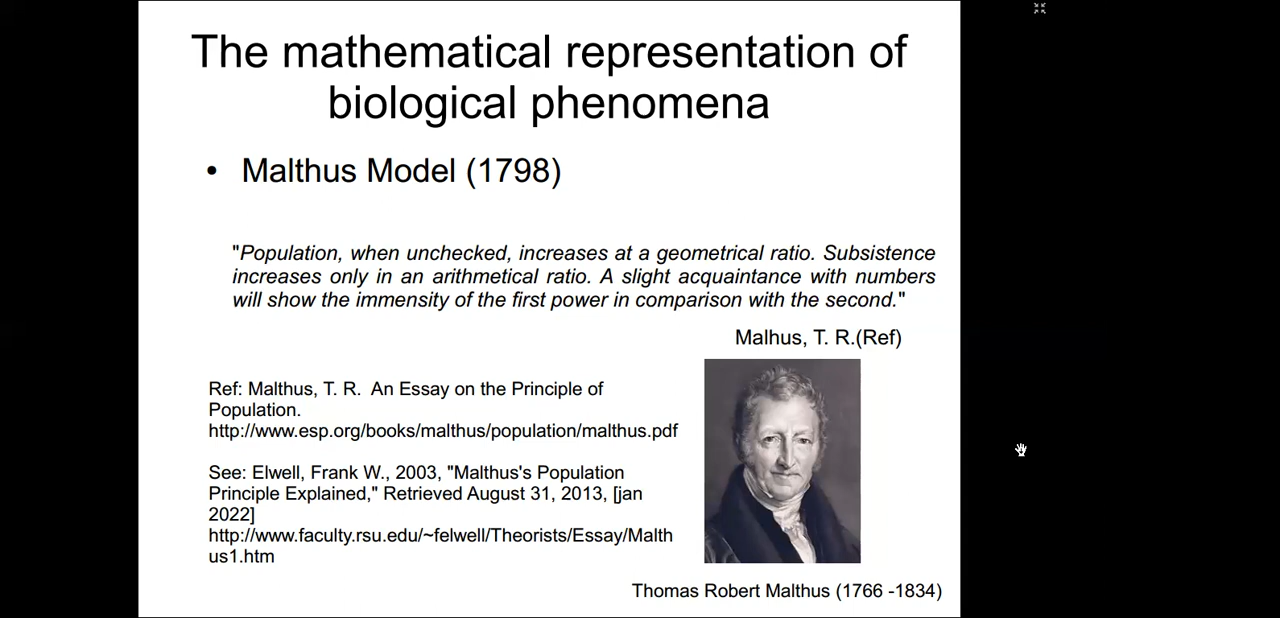 The mathematical representation of
biological phenomena
• Malthus Model (1798)
"Population, when unchecked, increases at a geometrical ratio. Subsistence
increases only in an arithmetical ratio. A slight acquaintance with numbers
will show the immensity of the first power in comparison with the second."
Malhus, T. R.(Ref)
Ref: Malthus, T. R. An Essay on the Principle of
Population.
http://www.esp.org/books/malthus/population/malthus.pdf
See: Elwell, Frank W., 2003, "Malthus's Population
Principle Explained," Retrieved August 31, 2013, [jan
2022]
http://www.faculty.rsu.edu/~felwell/Theorists/Essay/Malth
us1.htm
Thomas Robert Malthus (1766 -1834)